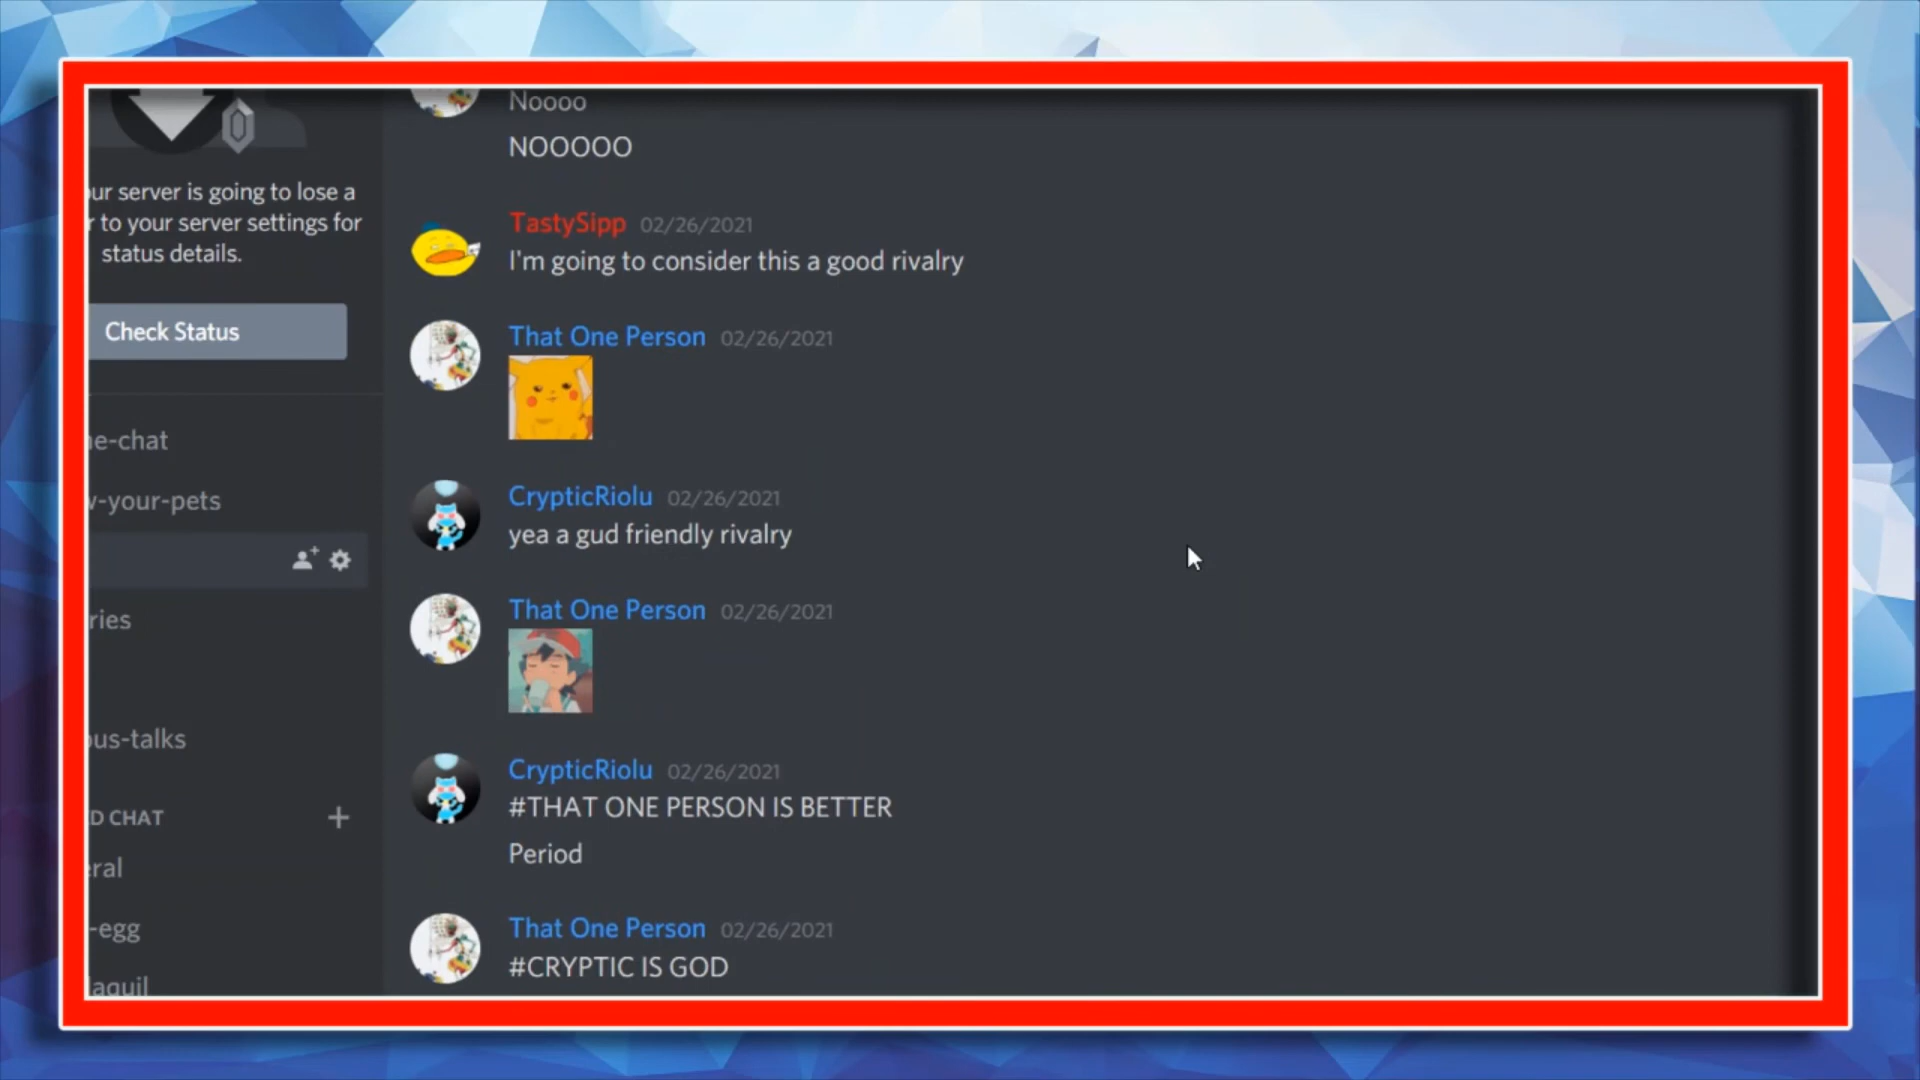 ur server is going to lose a
r to your server settings for
status details.
Check Status
e-chat
-your-pets
ries
ous-talks
D CHAT
eral
-egg
laquil
Noooo
NOOOOO
TastySipp 02/26/2021
I'm going to consider this a good rivalry
That One Person 02/26/2021
CrypticRiolu 02/26/2021
yea a gud friendly rivalry
That One Person 02/26/2021
CrypticRiolu 02/26/2021
#THAT ONE PERSON IS BETTER
Period
That One Person 02/26/2021
#CRYPTIC IS GOD